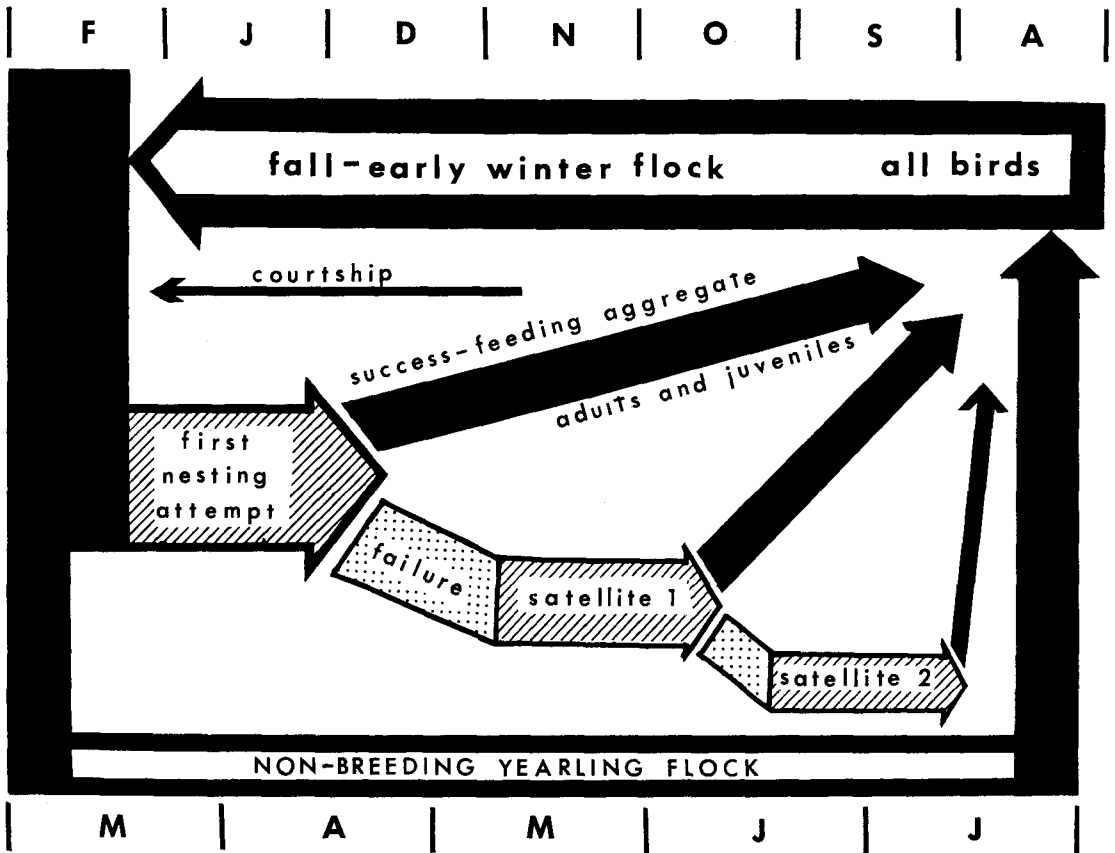 F J D N O S A
fall-early winter flock all birds
courtship
success-feeding aggregate
adults and juveniles
first
nesting
attempt
failure
satellite 1
satellite 2
NON-BREEDING YEARLING FLOCK
M A M J J